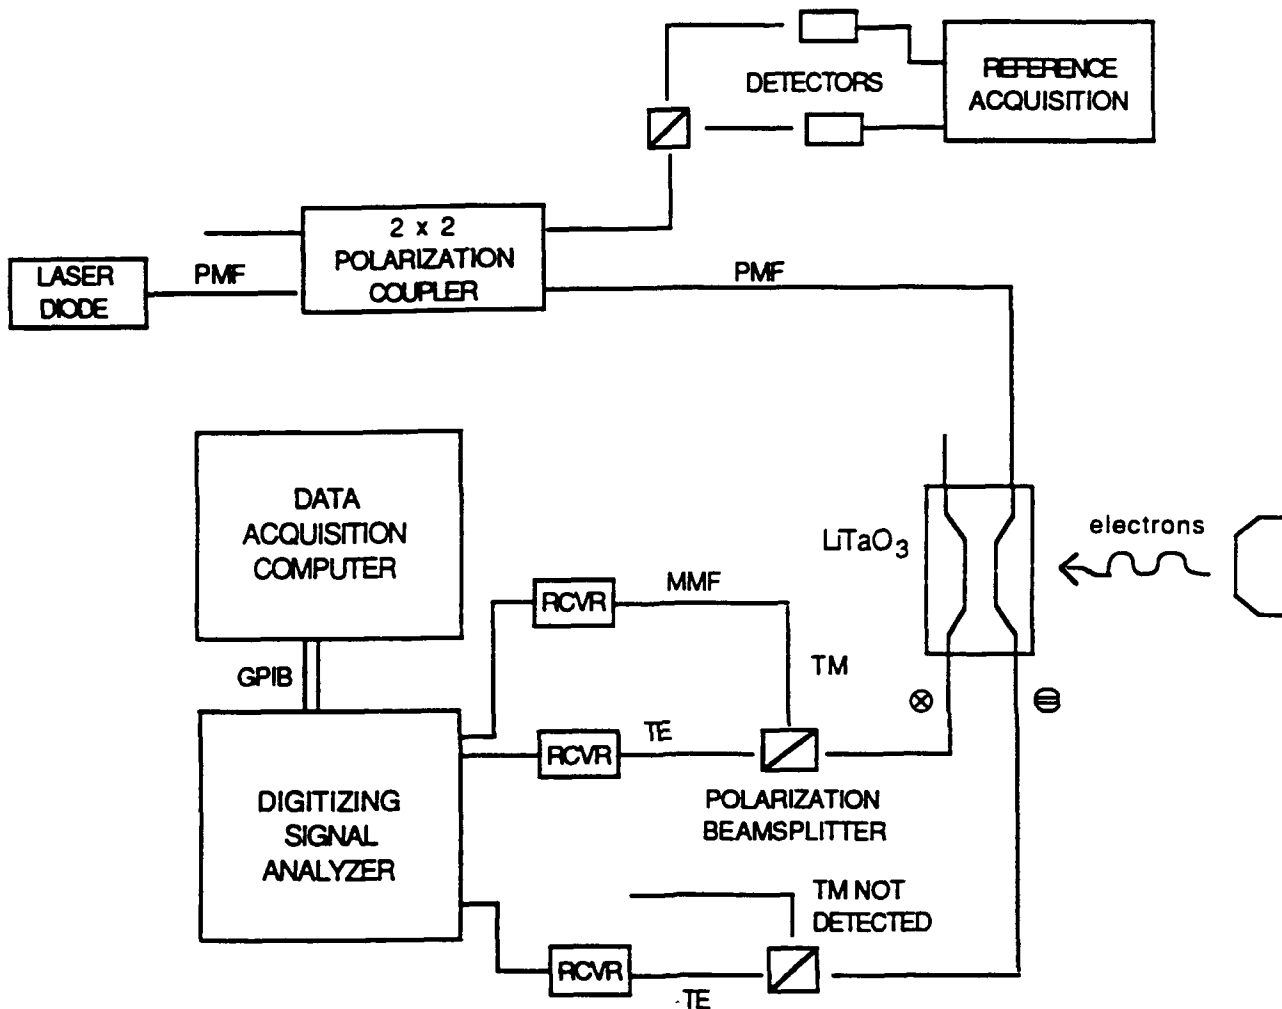 DETECTORS
REFERENCE
ACQUISITION
2 x 2
POLARIZATION
COUPLER
LASER
DIODE
PMF
PMF
DATA
ACQUISITION
COMPUTER
LiTaO3
electrons
RCVR
MMF
GPIB
TM
RCVR
TE
DIGITIZING
SIGNAL
ANALYZER
POLARIZATION
BEAMSPLITTER
TM NOT
DETECTED
RCVR
TE